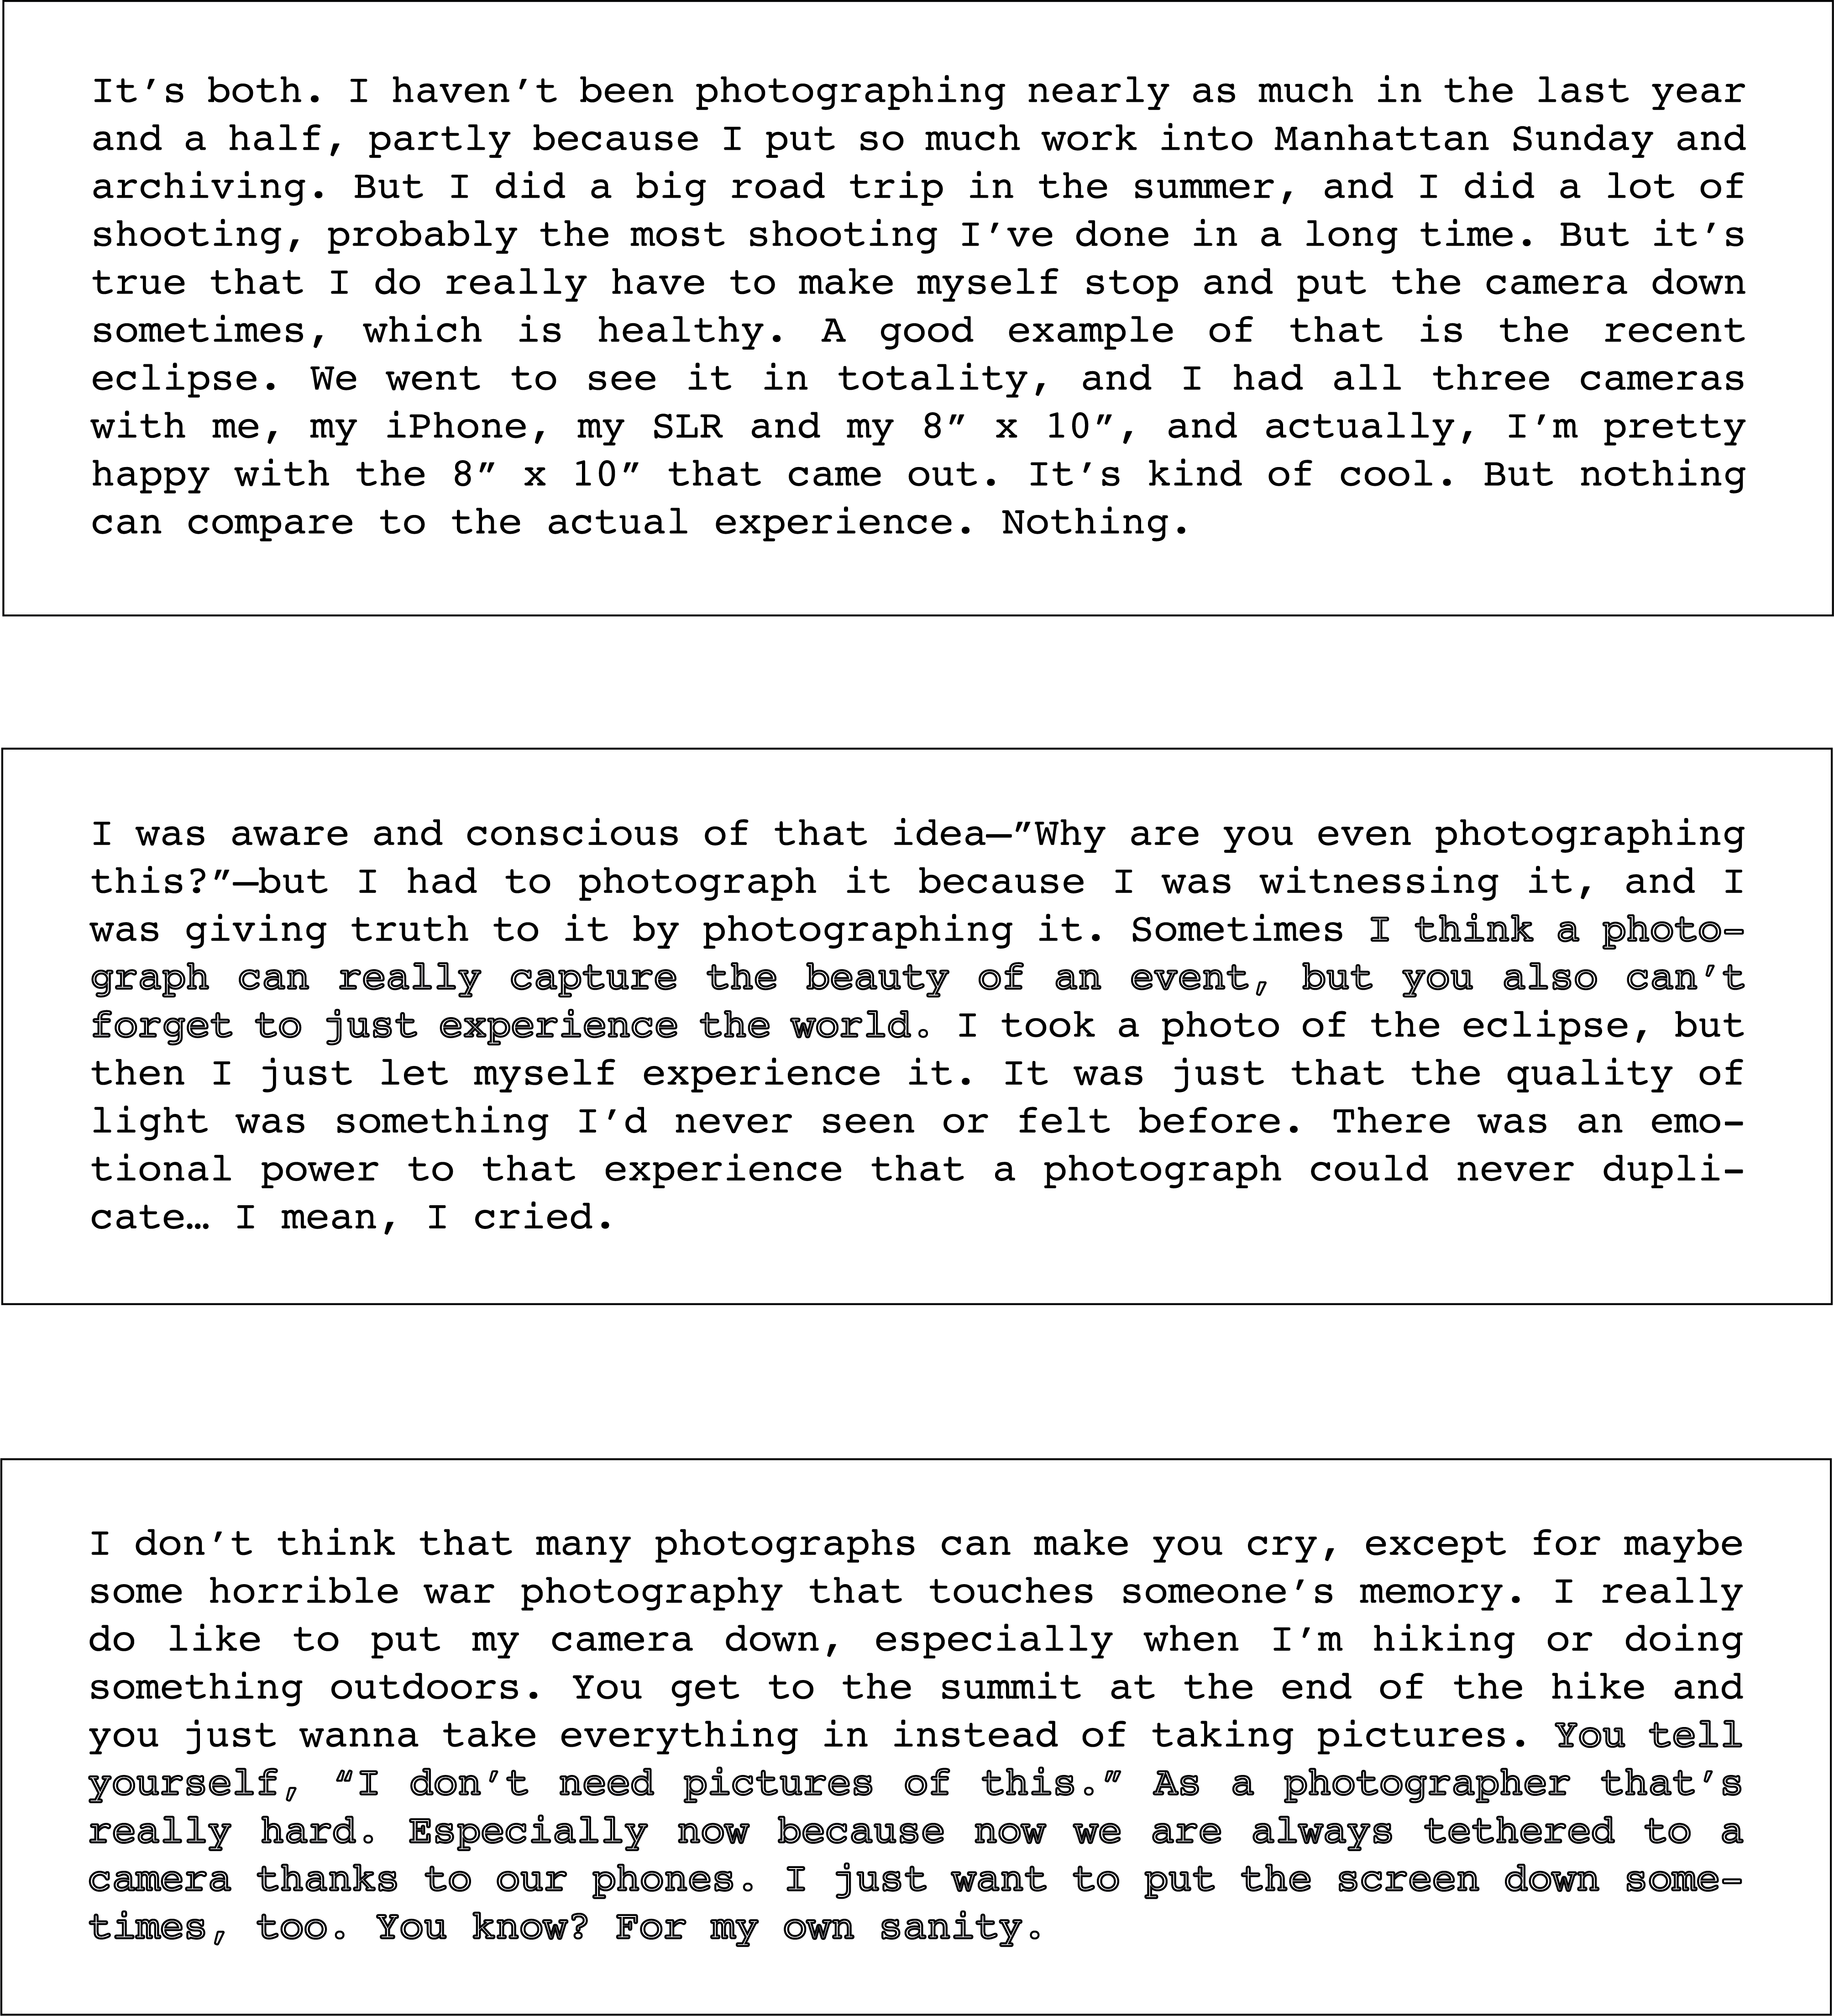 It’s both. I haven’t been photographing nearly as much in the last year
and a half, partly because I put so much work into Manhattan Sunday and
archiving. But I did a big road trip in the summer, and I did a lot of
shooting, probably the most shooting I’ve done in a long time. But it’s
true that I do really have to make myself stop and put the camera down
sometimes, which is healthy. A good example of that is the recent
eclipse. We went to see it in totality, and I had all three cameras
with me, my iPhone, my SLR and my 8” x 10”, and actually, I’m pretty
happy with the 8” x 10” that came out. It’s kind of cool. But nothing
can compare to the actual experience. Nothing.
I was aware and conscious of that idea—”Why are you even photographing
this?”—but I had to photograph it because I was witnessing it, and I
was giving truth to it by photographing it. Sometimes I think a photo-
graph can really capture the beauty of an event, but you also can’t
forget to just experience the world. I took a photo of the eclipse, but
then I just let myself experience it. It was just that the quality of
light was something I’d never seen or felt before. There was an emo-
tional power to that experience that a photograph could never dupli-
cate… I mean, I cried.
I don’t think that many photographs can make you cry, except for maybe
some horrible war photography that touches someone’s memory. I really
do like to put my camera down, especially when I’m hiking or doing
something outdoors. You get to the summit at the end of the hike and
you just wanna take everything in instead of taking pictures. You tell
yourself, “I don’t need pictures of this.” As a photographer that’s
really hard. Especially now because now we are always tethered to a
camera thanks to our phones. I just want to put the screen down some-
times, too. You know? For my own sanity.